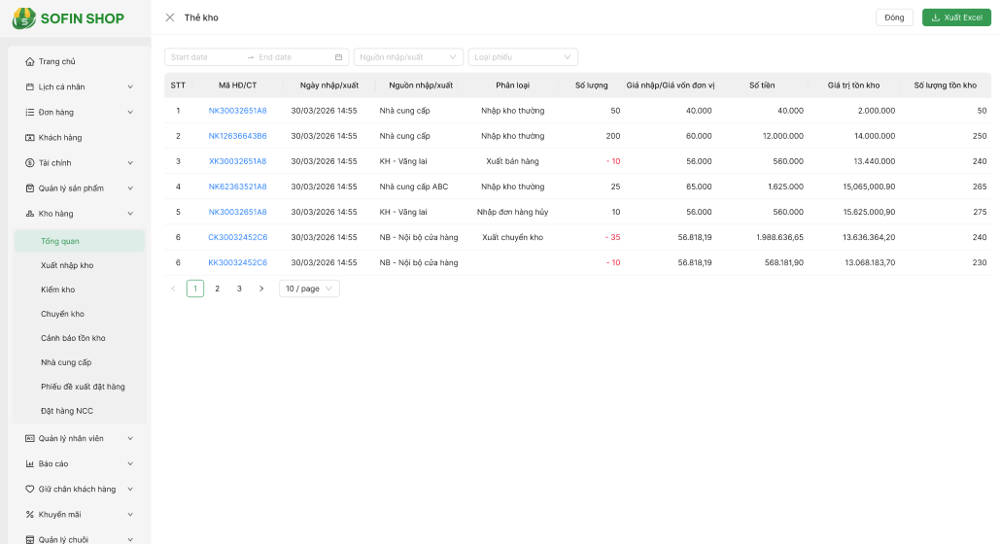 SOFIN SHOP
Thẻ kho
Đóng
Xuất Excel
Trang chủ
Lịch cá nhân
Đơn hàng
Khách hàng
Tài chính
Quản lý sản phẩm
Kho hàng
Tổng quan
Xuất nhập kho
Kiểm kho
Chuyển kho
Cảnh báo tồn kho
Nhà cung cấp
Phiếu đề xuất đặt hàng
Đặt hàng NCC
Quản lý nhân viên
Báo cáo
Giữ chân khách hàng
Khuyến mãi
Quản lý chuỗi
Start date → End date Nguồn nhập/xuất Loại phiếu
STT Mã HĐ/CT Ngày nhập/xuất Nguồn nhập/xuất Phân loại Số lượng Giá nhập/Giá vốn đơn vị Số tiền Giá trị tồn kho Số lượng tồn kho
1 NK30032651A8 30/03/2026 14:55 Nhà cung cấp Nhập kho thường 50 40.000 40.000 2.000.000 50
2 NK12636643B6 30/03/2026 14:55 Nhà cung cấp Nhập kho thường 200 60.000 12.000.000 14.000.000 250
3 XK30032651A8 30/03/2026 14:55 KH - Vãng lai Xuất bán hàng - 10 56.000 560.000 13.440.000 240
4 NK62363521A8 30/03/2026 14:55 Nhà cung cấp ABC Nhập kho thường 25 65.000 1.625.000 15,065,000.90 265
5 NK30032651A8 30/03/2026 14:55 KH - Vãng lai Nhập đơn hàng hủy 10 56.000 560.000 15.625.000,90 275
6 CK30032452C6 30/03/2026 14:55 NB - Nội bộ cửa hàng Xuất chuyển kho - 35 56.818,19 1.988.636,65 13.636.364,20 240
6 KK30032452C6 30/03/2026 14:55 NB - Nội bộ cửa hàng - 10 56.818,19 568.181,90 13.068.183,70 230
< 1 2 3 > 10 / page